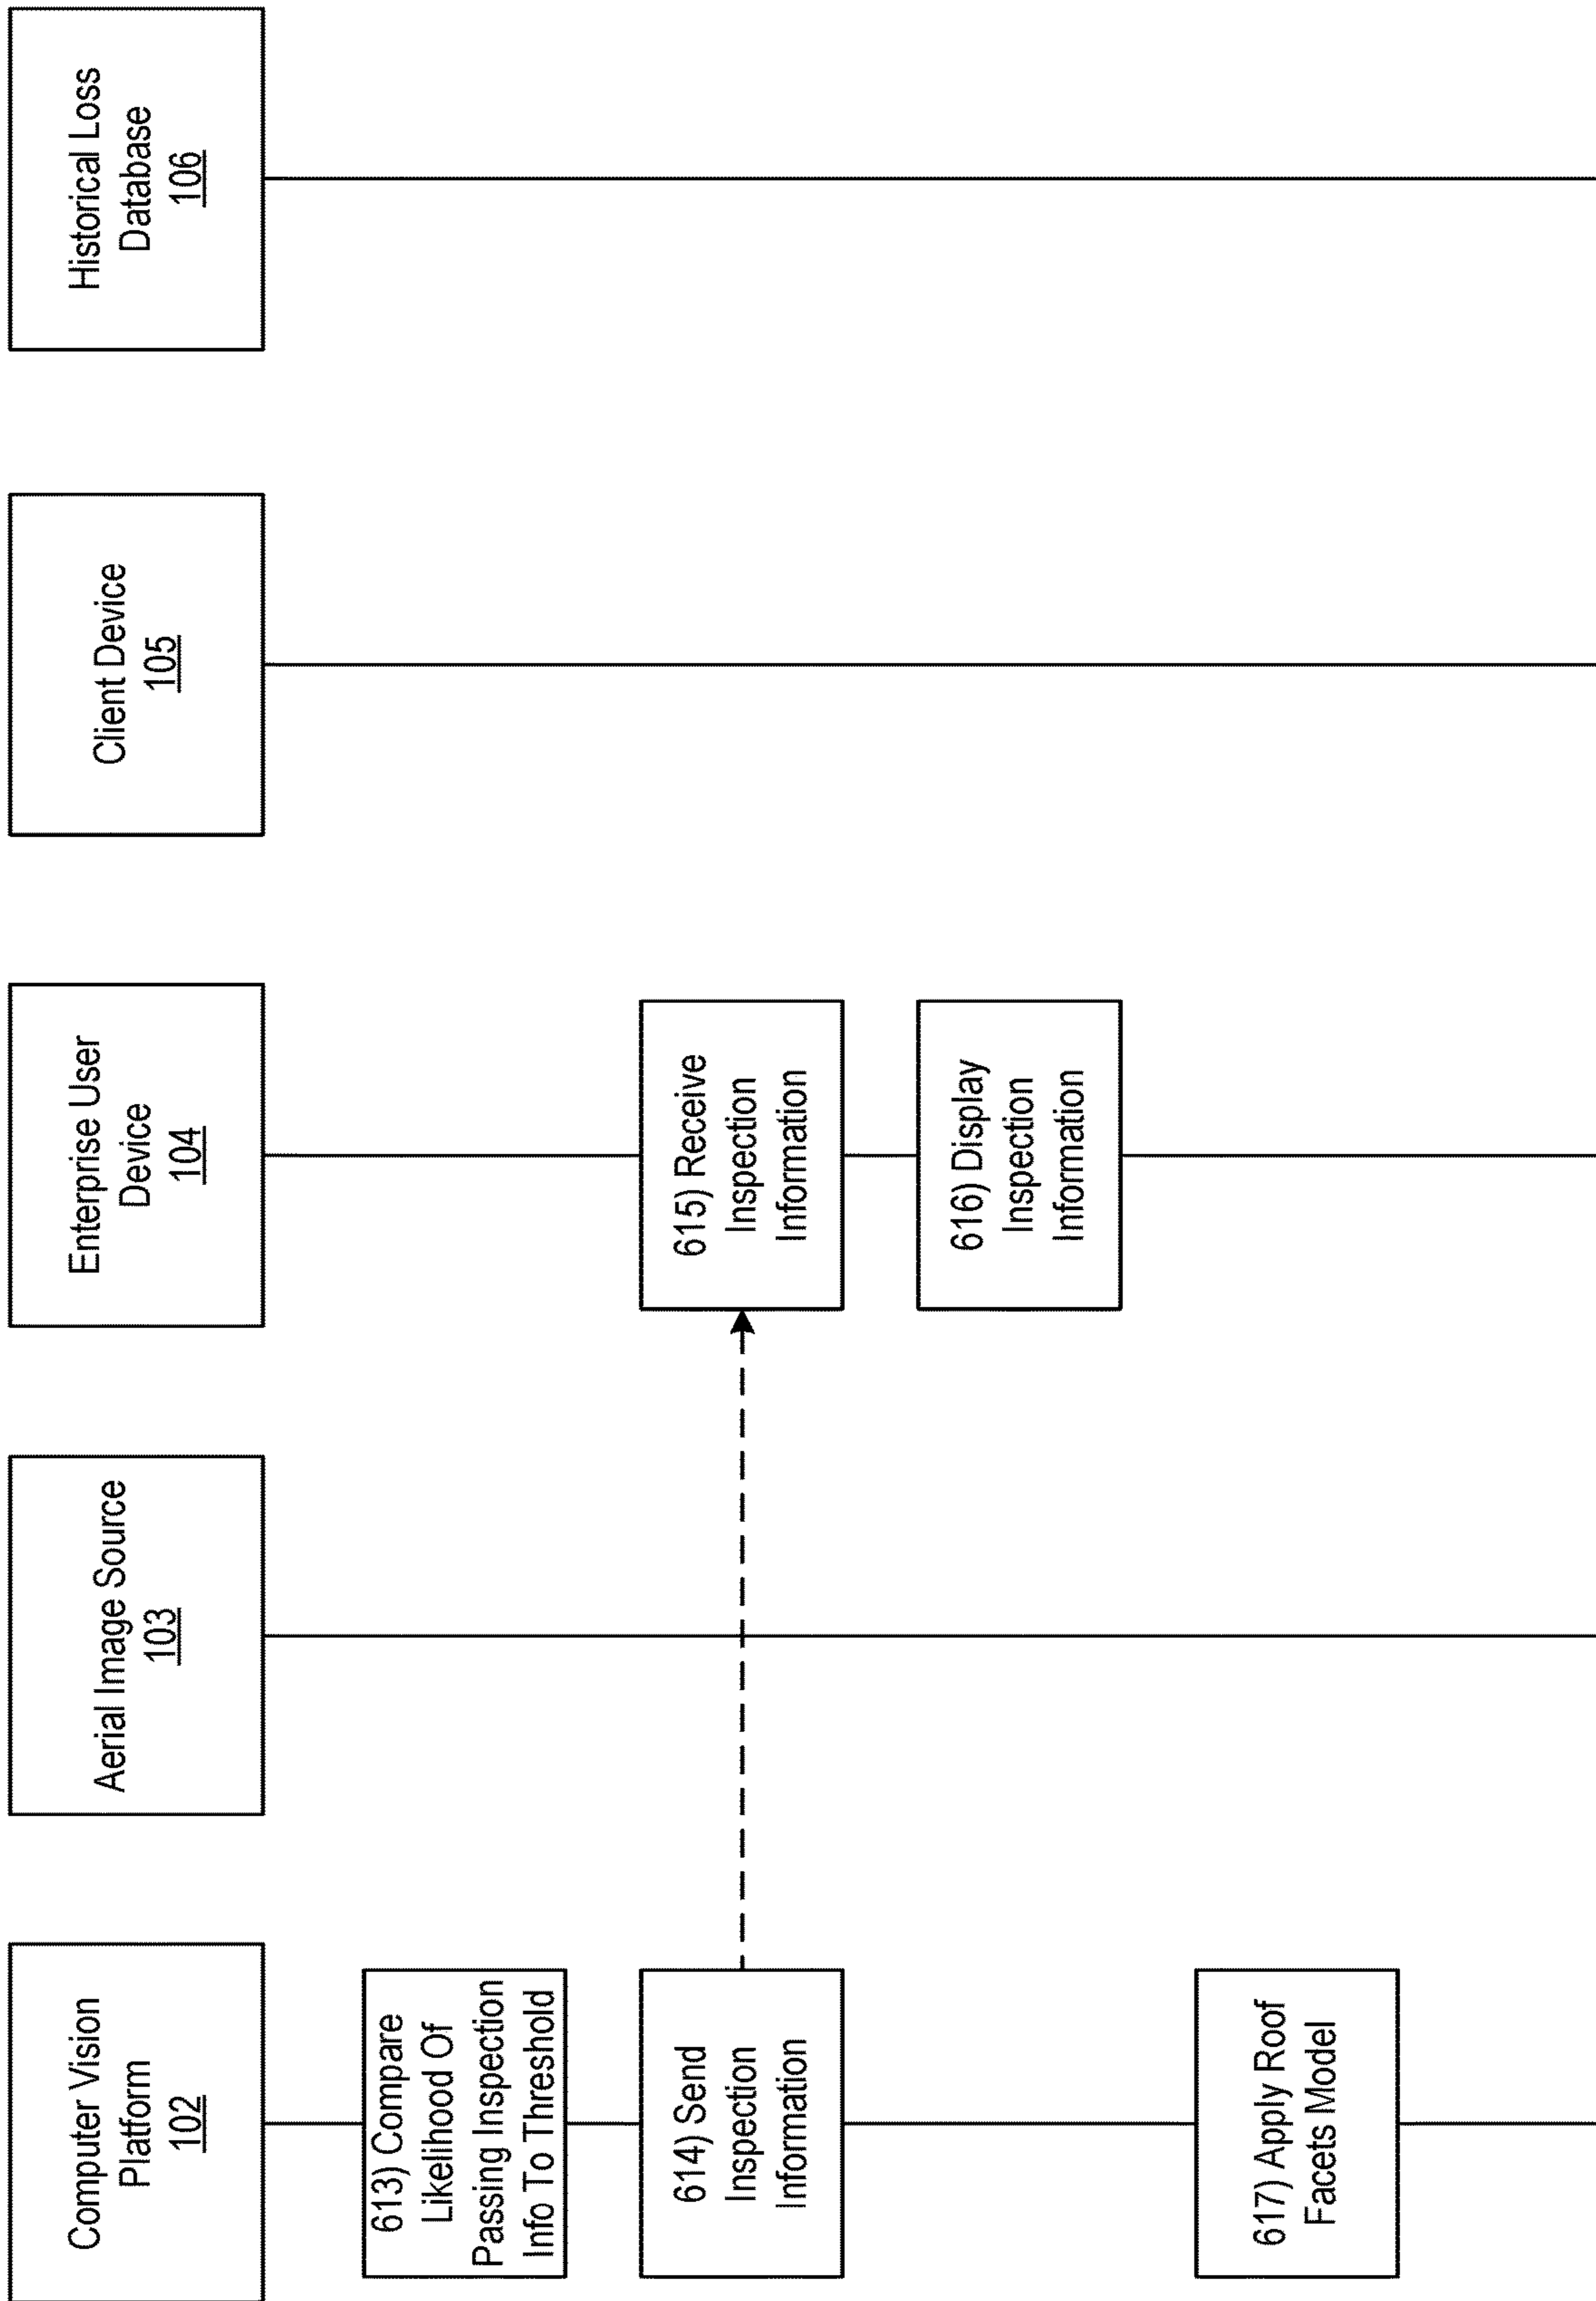 Computer Vision
Platform
102
Aerial Image Source
103
Enterprise User
Device
104
Client Device
105
Historical Loss
Database
106
613) Compare
Likelihood Of
Passing Inspection
Info To Threshold
614) Send
Inspection
Information
615) Receive
Inspection
Information
616) Display
Inspection
Information
617) Apply Roof
Facets Model